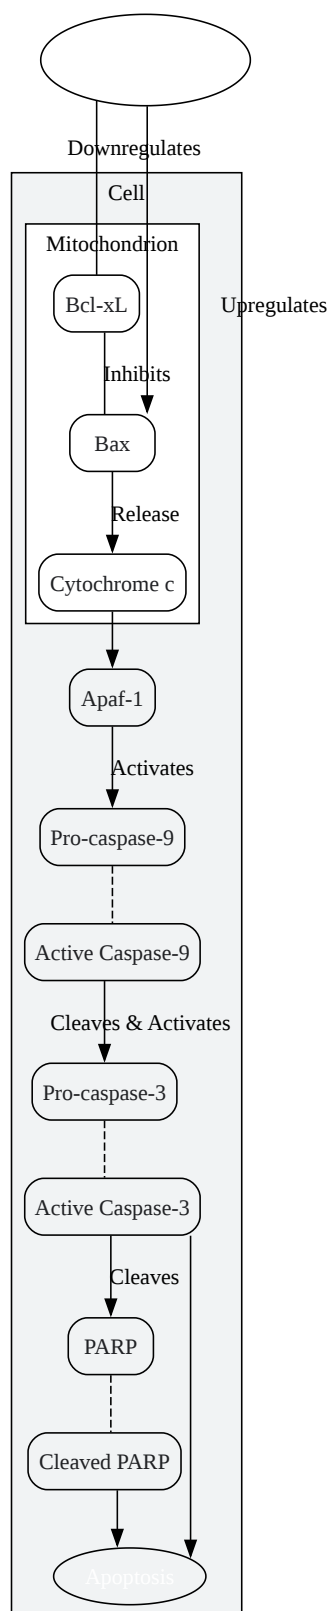 Downregulates
Cell
Mitochondrion
Bcl-xL
Upregulates
Inhibits
Bax
Release
Cytochrome c
Apaf-1
Activates
Pro-caspase-9
Active Caspase-9
Cleaves & Activates
Pro-caspase-3
Active Caspase-3
Cleaves
PARP
Cleaved PARP
Apoptosis